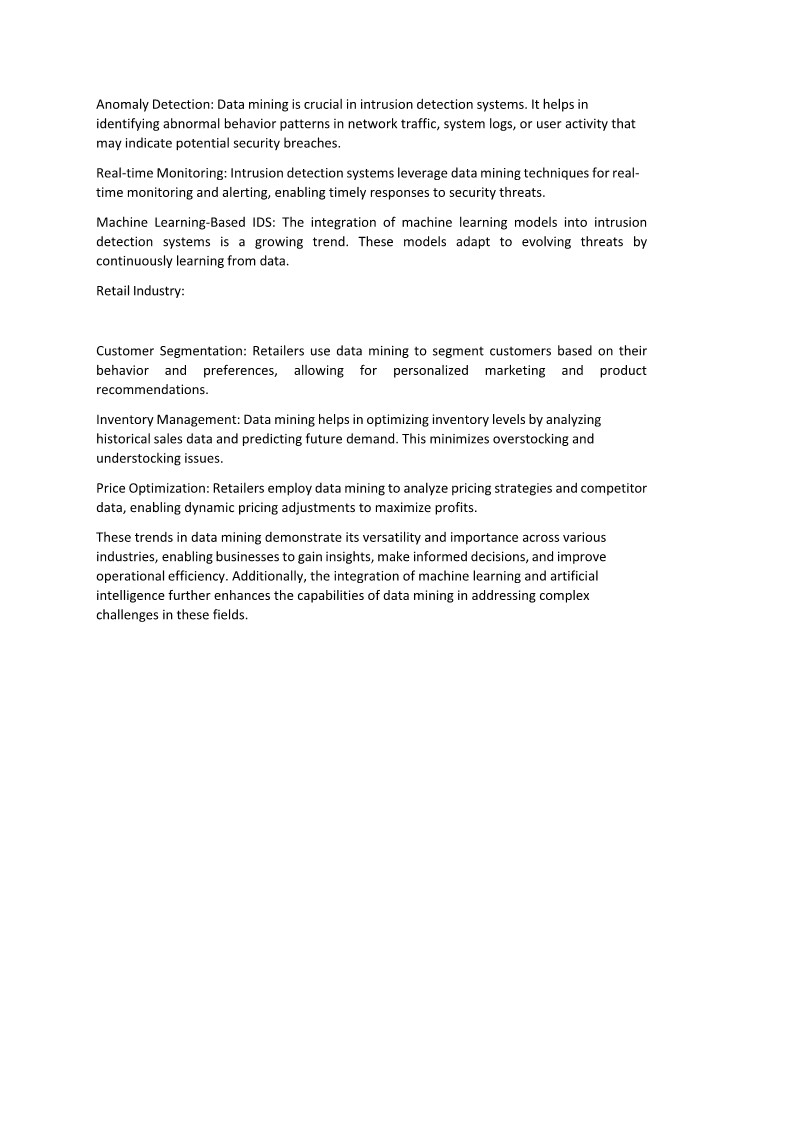 Anomaly Detection: Data mining is crucial in intrusion detection systems. It helps in
identifying abnormal behavior patterns in network traffic, system logs, or user activity that
may indicate potential security breaches.
Real-time Monitoring: Intrusion detection systems leverage data mining techniques for real-
time monitoring and alerting, enabling timely responses to security threats.
Machine Learning-Based IDS: The integration of machine learning models into intrusion
detection systems is a growing trend. These models adapt to evolving threats by
continuously learning from data.
Retail Industry:
Customer Segmentation: Retailers use data mining to segment customers based on their
behavior and preferences, allowing for personalized marketing and product
recommendations.
Inventory Management: Data mining helps in optimizing inventory levels by analyzing
historical sales data and predicting future demand. This minimizes overstocking and
understocking issues.
Price Optimization: Retailers employ data mining to analyze pricing strategies and competitor
data, enabling dynamic pricing adjustments to maximize profits.
These trends in data mining demonstrate its versatility and importance across various
industries, enabling businesses to gain insights, make informed decisions, and improve
operational efficiency. Additionally, the integration of machine learning and artificial
intelligence further enhances the capabilities of data mining in addressing complex
challenges in these fields.